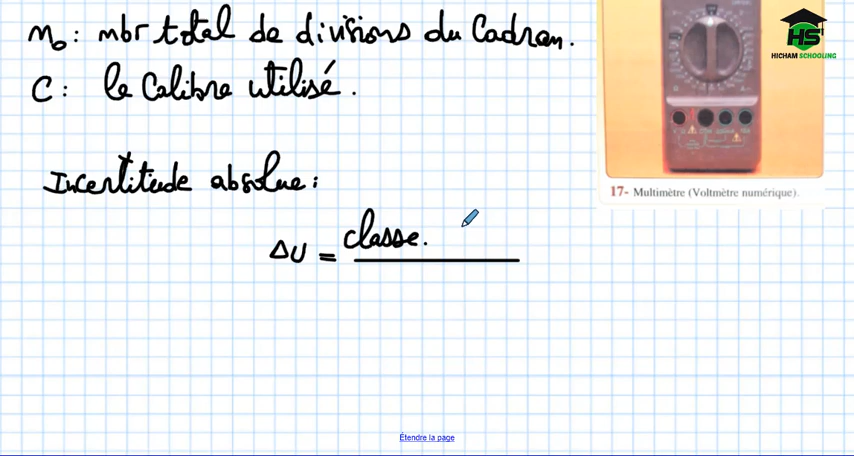 n₀ : nbr total de divisions du Cadran.
C : le Calibre utilisé.
HS
HICHAM SCHOOLING
17- Multimètre (Voltmètre numérique).
Incertitude absolue :
ΔU = classe.
Étendre la page